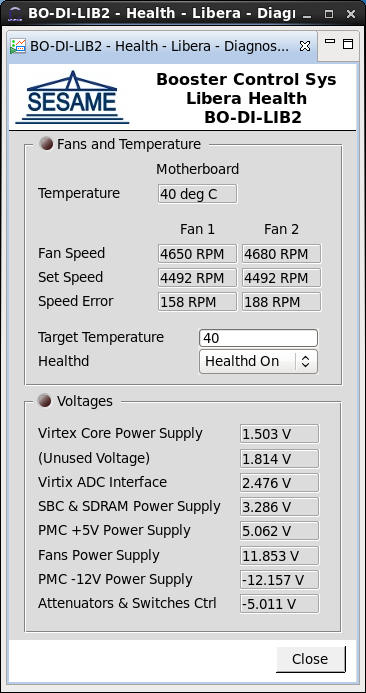 BO-DI-LIB2 - Health - Libera - Diagı
BO-DI-LIB2 - Health - Libera - Diagnos...
SESAME
Booster Control Sys
Libera Health
BO-DI-LIB2
Fans and Temperature
Motherboard
Temperature 40 deg C
Fan 1 Fan 2
Fan Speed 4650 RPM 4680 RPM
Set Speed 4492 RPM 4492 RPM
Speed Error 158 RPM 188 RPM
Target Temperature 40
Healthd Healthd On
Voltages
Virtex Core Power Supply 1.503 V
(Unused Voltage) 1.814 V
Virtix ADC Interface 2.476 V
SBC & SDRAM Power Supply 3.286 V
PMC +5V Power Supply 5.062 V
Fans Power Supply 11.853 V
PMC -12V Power Supply -12.157 V
Attenuators & Switches Ctrl -5.011 V
Close